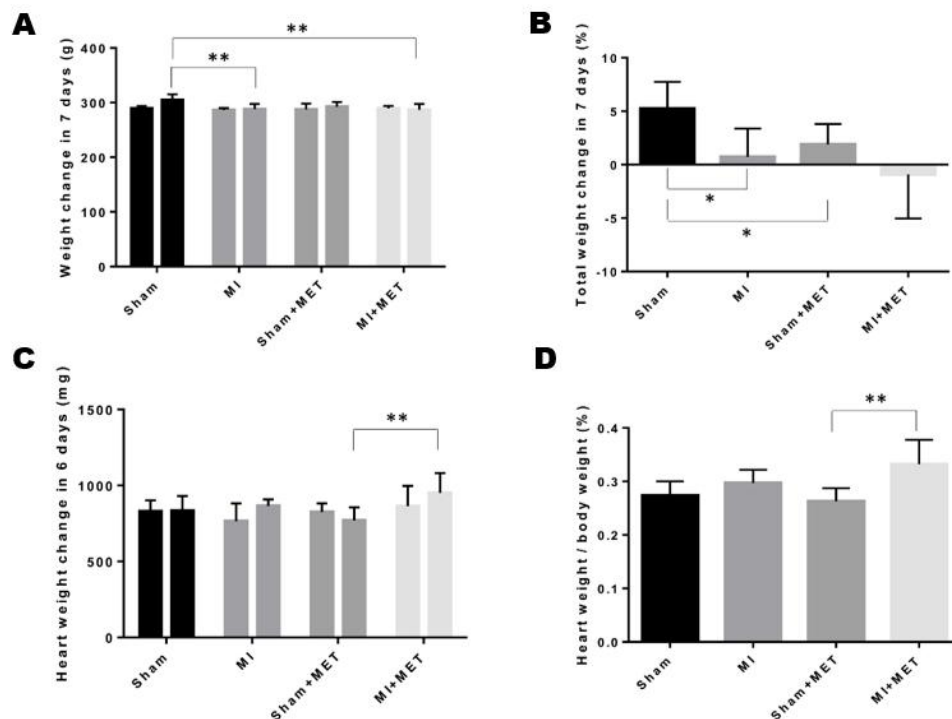 A
Weight change in 7 days (g)
400
300
200
100
0
**
**
Sham
MI
Sham+MET
MI+MET
B
Total weight change in 7 days (%)
10
5
0
-5
-10
*
*
Sham
MI
Sham+MET
MI+MET
C
Heart weight change in 6 days (mg)
1500
1000
500
0
**
Sham
MI
Sham+MET
MI+MET
D
Heart weight / body weight (%)
0.4
0.3
0.2
0.1
0.0
**
Sham
MI
Sham+MET
MI+MET